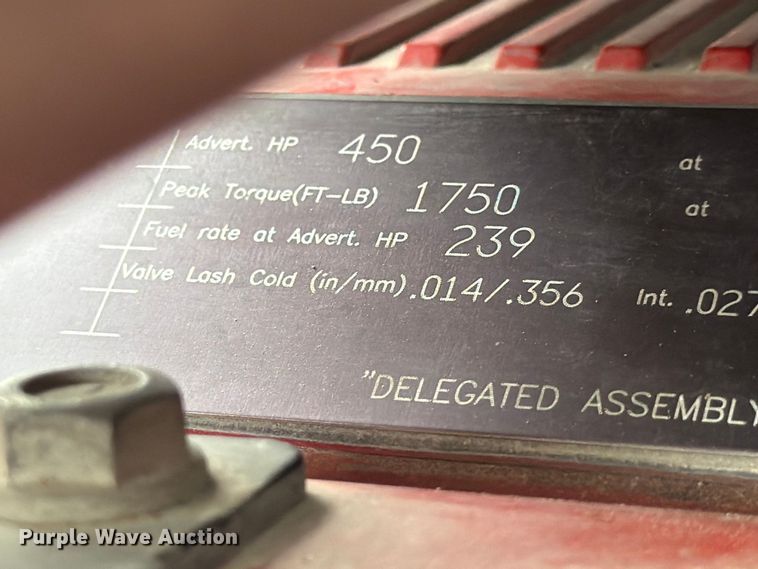 Advert. HP 450 at
Peak Torque(FT-LB) 1750 at
Fuel rate at Advert. HP 239
Valve Lash Cold (in/mm) .014/.356 Int. .027
"DELEGATED ASSEMBLY
Purple Wave Auction